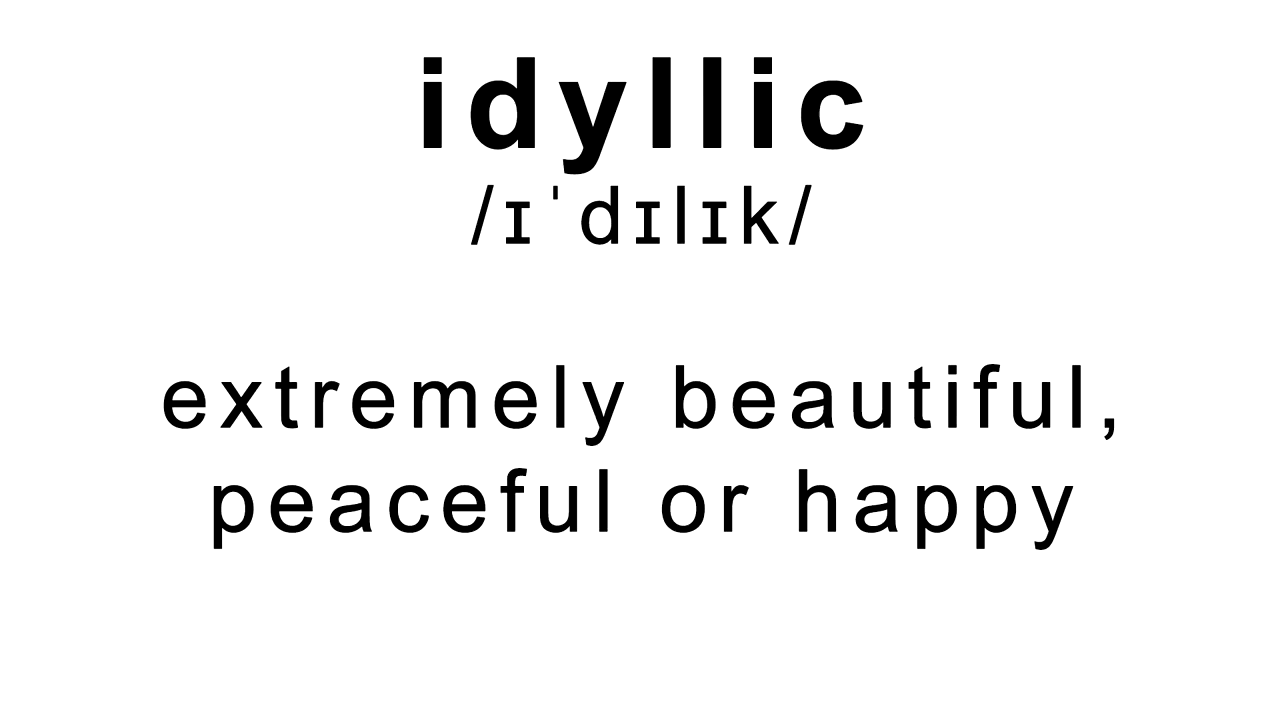 idyllic
/ɪˈdɪlɪk/
extremely beautiful,
peaceful or happy